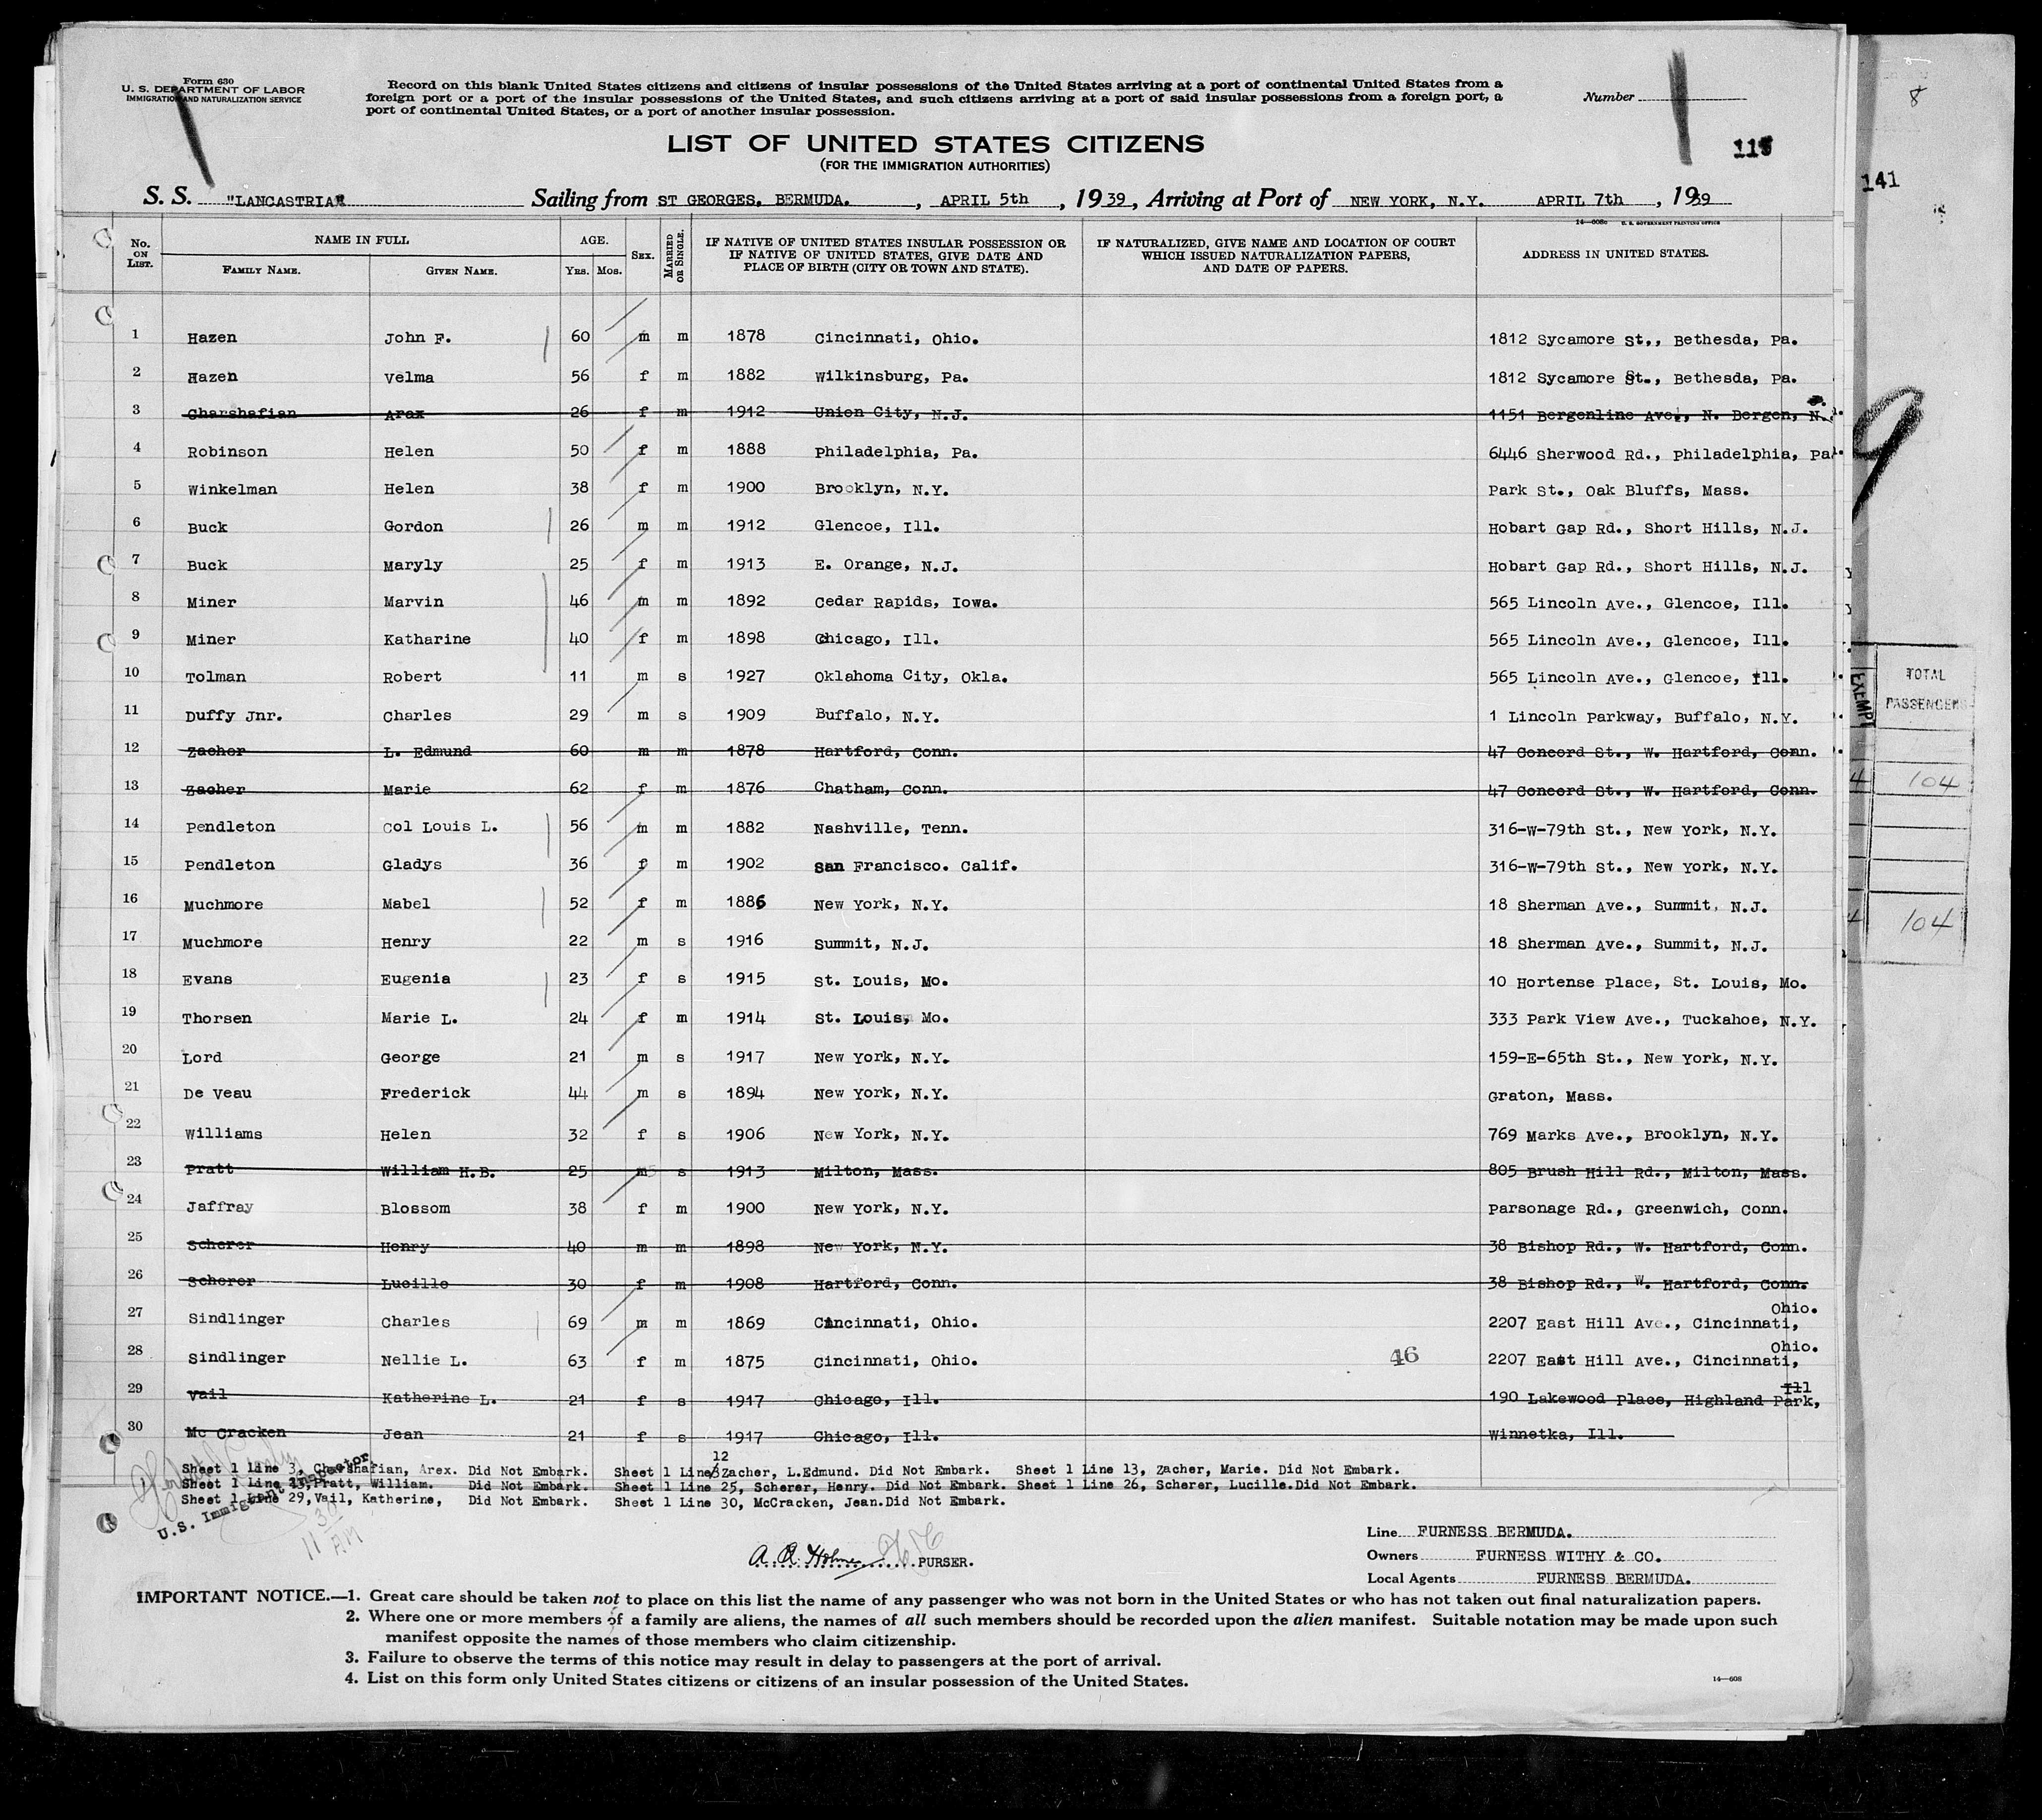 Form 630
U. S. DEPARTMENT OF LABOR
IMMIGRATION AND NATURALIZATION SERVICE
Record on this blank United States citizens and citizens of insular possessions of the United States arriving at a port of continental United States from a
foreign port or a port of the insular possessions of the United States, and such citizens arriving at a port of said insular possessions from a foreign port, a
port of continental United States, or a port of another insular possession.
Number
LIST OF UNITED STATES CITIZENS
(FOR THE IMMIGRATION AUTHORITIES)
8
141
S. S. "LANCASTRIA" Sailing from ST GEORGES, BERMUDA. , APRIL 5th , 1939, Arriving at Port of NEW YORK, N.Y. APRIL 7th , 1939
14—608c U. S. GOVERNMENT PRINTING OFFICE
No. ON LIST. NAME IN FULL FAMILY NAME. GIVEN NAME. AGE. YRS. MOS. SEX. MARRIED OR SINGLE. IF NATIVE OF UNITED STATES INSULAR POSSESSION OR IF NATIVE OF UNITED STATES, GIVE DATE AND PLACE OF BIRTH (CITY OR TOWN AND STATE). IF NATURALIZED, GIVE NAME AND LOCATION OF COURT WHICH ISSUED NATURALIZATION PAPERS, AND DATE OF PAPERS. ADDRESS IN UNITED STATES.
1 Hazen John F. 60 m m 1878 Cincinnati, Ohio. 1812 Sycamore St,, Bethesda, Pa.
2 Hazen Velma 56 f m 1882 Wilkinsburg, Pa. 1812 Sycamore St., Bethesda, Pa.
3 Charshafian Arax 26 f m 1912 Union City, N.J. 1151 Bergenline Ave., N. Bergen, N.J.
4 Robinson Helen 50 f m 1888 Philadelphia, Pa. 6446 Sherwood Rd., Philadelphia, Pa.
5 Winkelman Helen 38 f m 1900 Brooklyn, N.Y. Park St., Oak Bluffs, Mass.
6 Buck Gordon 26 m m 1912 Glencoe, Ill. Hobart Gap Rd., Short Hills, N.J.
7 Buck Maryly 25 f m 1913 E. Orange, N.J. Hobart Gap Rd., Short Hills, N.J.
8 Miner Marvin 46 m m 1892 Cedar Rapids, Iowa. 565 Lincoln Ave., Glencoe, Ill.
9 Miner Katharine 40 f m 1898 Chicago, Ill. 565 Lincoln Ave., Glencoe, Ill.
10 Tolman Robert 11 m s 1927 Oklahoma City, Okla. 565 Lincoln Ave., Glencoe, Ill.
11 Duffy Jnr. Charles 29 m s 1909 Buffalo, N.Y. 1 Lincoln Parkway, Buffalo, N.Y.
12 Zacher L. Edmund 60 m m 1878 Hartford, Conn. 47 Concord St., W. Hartford, Conn.
13 Zacher Marie 62 f m 1876 Chatham, Conn. 47 Concord St., W. Hartford, Conn.
14 Pendleton Col Louis L. 56 m m 1882 Nashville, Tenn. 316-W-79th St., New York, N.Y.
15 Pendleton Gladys 36 f m 1902 San Francisco. Calif. 316-W-79th St., New York, N.Y.
16 Muchmore Mabel 52 f m 1886 New York, N.Y. 18 Sherman Ave., Summit, N.J.
17 Muchmore Henry 22 m s 1916 Summit, N.J. 18 Sherman Ave., Summit, N.J.
18 Evans Eugenia 23 f s 1915 St. Louis, Mo. 10 Hortense Place, St. Louis, Mo.
19 Thorsen Marie L. 24 f m 1914 St. Louis, Mo. 333 Park View Ave., Tuckahoe, N.Y.
20 Lord George 21 m s 1917 New York, N.Y. 159-E-65th St., New York, N.Y.
21 De Veau Frederick 44 m s 1894 New York, N.Y. Graton, Mass.
22 Williams Helen 32 f s 1906 New York, N.Y. 769 Marks Ave., Brooklyn, N.Y.
23 Pratt William H.B. 25 m s 1913 Milton, Mass. 805 Brush Hill Rd., Milton, Mass.
24 Jaffray Blossom 38 f m 1900 New York, N.Y. Parsonage Rd., Greenwich, Conn.
25 Scherer Henry 40 m m 1898 New York, N.Y. 38 Bishop Rd., W. Hartford, Conn.
26 Scherer Lucille 30 f m 1908 Hartford, Conn. 38 Bishop Rd., W. Hartford, Conn.
27 Sindlinger Charles 69 m m 1869 Cincinnati, Ohio. 2207 East Hill Ave., Cincinnati, Ohio.
28 Sindlinger Nellie L. 63 f m 1875 Cincinnati, Ohio. 46 2207 East Hill Ave., Cincinnati, Ohio.
29 Vail Katherine L. 21 f s 1917 Chicago, Ill. 190 Lakewood Place, Highland Park, Ill
30 Mc Cracken Jean 21 f s 1917 Chicago, Ill. Winnetka, Ill.
EXEMPT
TOTAL PASSENGERS
4 104
4 104
9
12
Sheet 1 Line 3, Charshafian, Arex. Did Not Embark. Sheet 1 Line Zacher, L.Edmund. Did Not Embark. Sheet 1 Line 13, Zacher, Marie. Did Not Embark.
Sheet 1 Line 23, Pratt, William. Did Not Embark. Sheet 1 Line 25, Scherer, Henry. Did Not Embark. Sheet 1 Line 26, Scherer, Lucille.Did Not Embark.
Sheet 1 Line 29,Vail, Katherine, Did Not Embark. Sheet 1 Line 30, McCracken, Jean.Did Not Embark.
U.S. Immigrant Inspector
11 30 A.M
A. R. Holme PURSER.
Line FURNESS BERMUDA.
Owners FURNESS WITHY & CO.
Local Agents FURNESS BERMUDA.
IMPORTANT NOTICE.—1. Great care should be taken not to place on this list the name of any passenger who was not born in the United States or who has not taken out final naturalization papers.
2. Where one or more members of a family are aliens, the names of all such members should be recorded upon the alien manifest. Suitable notation may be made upon such
manifest opposite the names of those members who claim citizenship.
3. Failure to observe the terms of this notice may result in delay to passengers at the port of arrival.
4. List on this form only United States citizens or citizens of an insular possession of the United States.
14—608